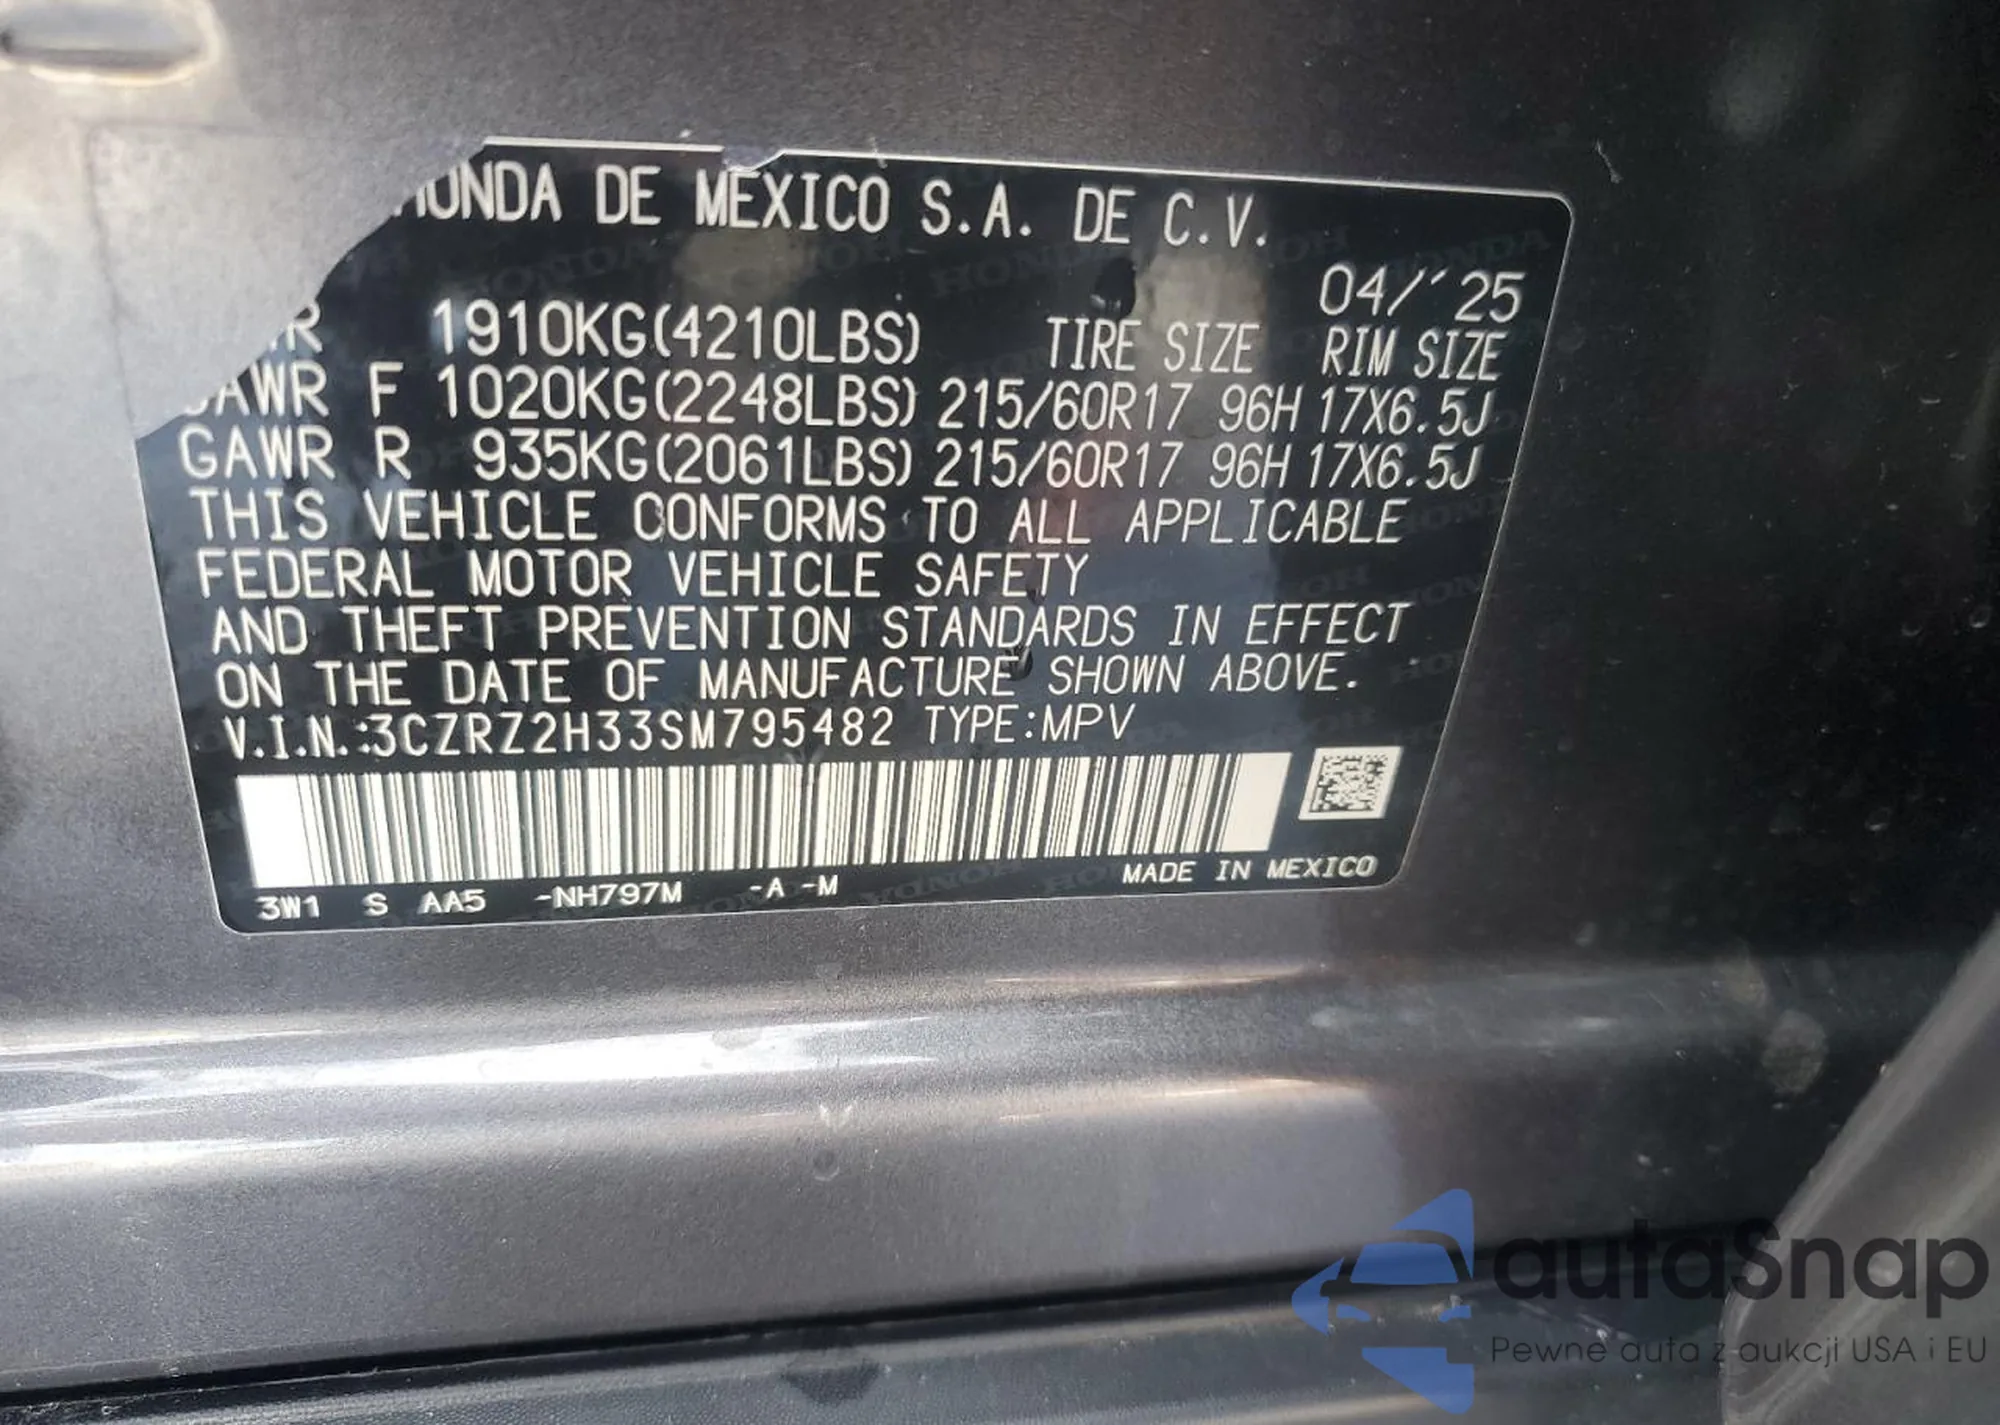 HONDA DE MEXICO S.A. DE C.V.
04/'25
1910KG(4210LBS) TIRE SIZE RIM SIZE
GAWR F 1020KG(2248LBS) 215/60R17 96H 17X6.5J
GAWR R 935KG(2061LBS) 215/60R17 96H 17X6.5J
THIS VEHICLE CONFORMS TO ALL APPLICABLE
FEDERAL MOTOR VEHICLE SAFETY
AND THEFT PREVENTION STANDARDS IN EFFECT
ON THE DATE OF MANUFACTURE SHOWN ABOVE.
V.I.N.:3CZRZ2H33SM795482 TYPE:MPV
MADE IN MEXICO
3W1 S AA5 -NH797M -A -M
autaSnap
Pewne auta z aukcji USA i EU